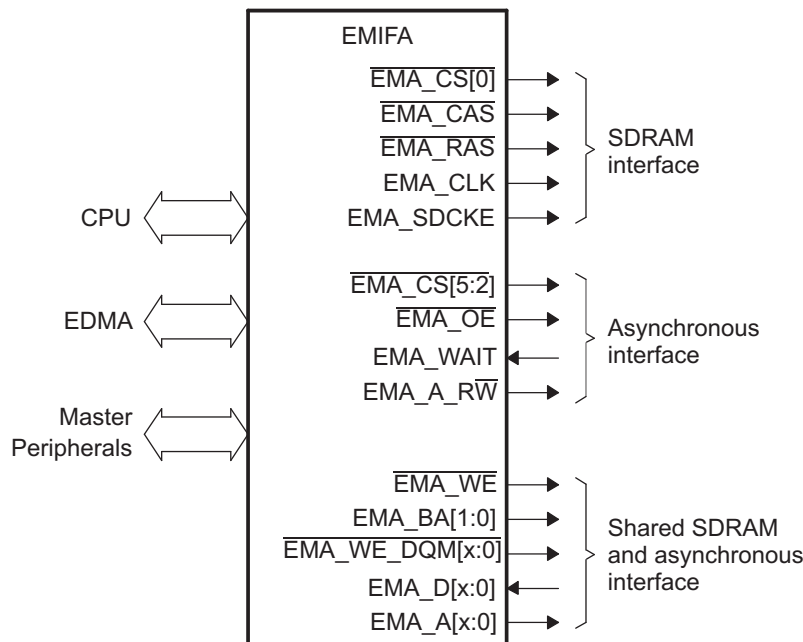 EMIFA
EMA_CS[0]
EMA_CAS
EMA_RAS
EMA_CLK
EMA_SDCKE
SDRAM
interface
CPU
EMA_CS[5:2]
EMA_OE
EMA_WAIT
EMA_A_RW
Asynchronous
interface
EDMA
Master
Peripherals
EMA_WE
EMA_BA[1:0]
EMA_WE_DQM[x:0]
EMA_D[x:0]
EMA_A[x:0]
Shared SDRAM
and asynchronous
interface